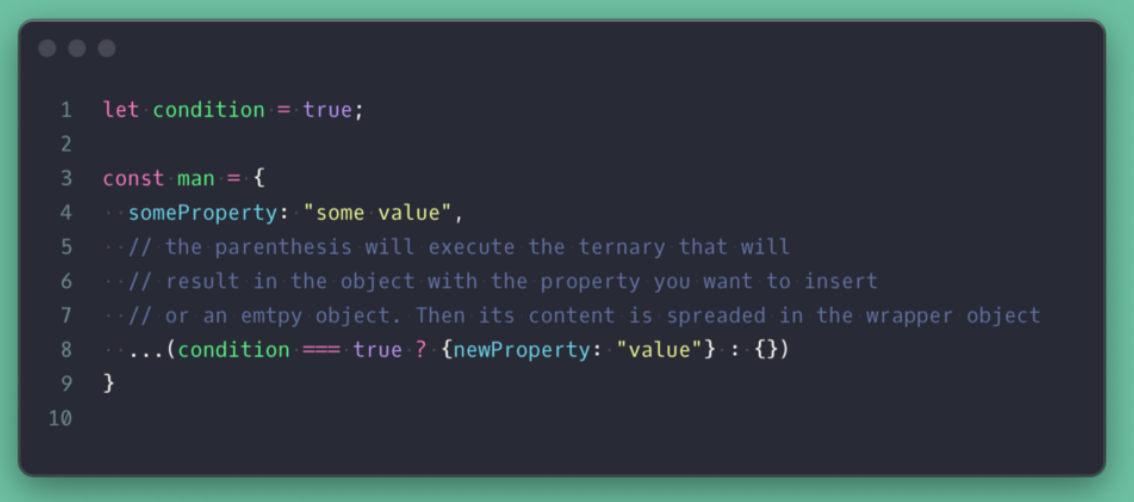 1 let condition = true;
2
3 const man = {
4   someProperty: "some value",
5   // the parenthesis will execute the ternary that will
6   // result in the object with the property you want to insert
7   // or an emtpy object. Then its content is spreaded in the wrapper object
8   ...(condition === true ? {newProperty: "value"} : {})
9 }
10